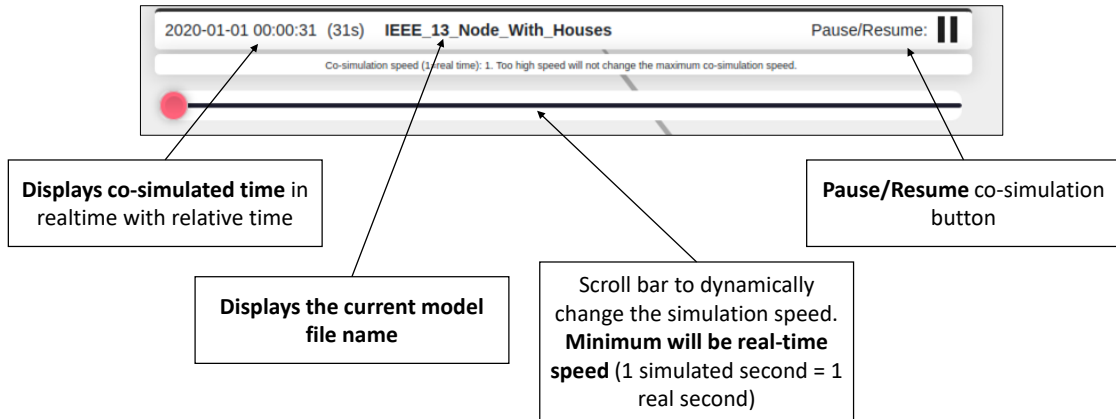 2020-01-01 00:00:31 (31s) IEEE_13_Node_With_Houses Pause/Resume:
Co-simulation speed (1=real time): 1. Too high speed will not change the maximum co-simulation speed.
Displays co-simulated time in
realtime with relative time
Pause/Resume co-simulation
button
Displays the current model
file name
Scroll bar to dynamically
change the simulation speed.
Minimum will be real-time
speed (1 simulated second = 1
real second)